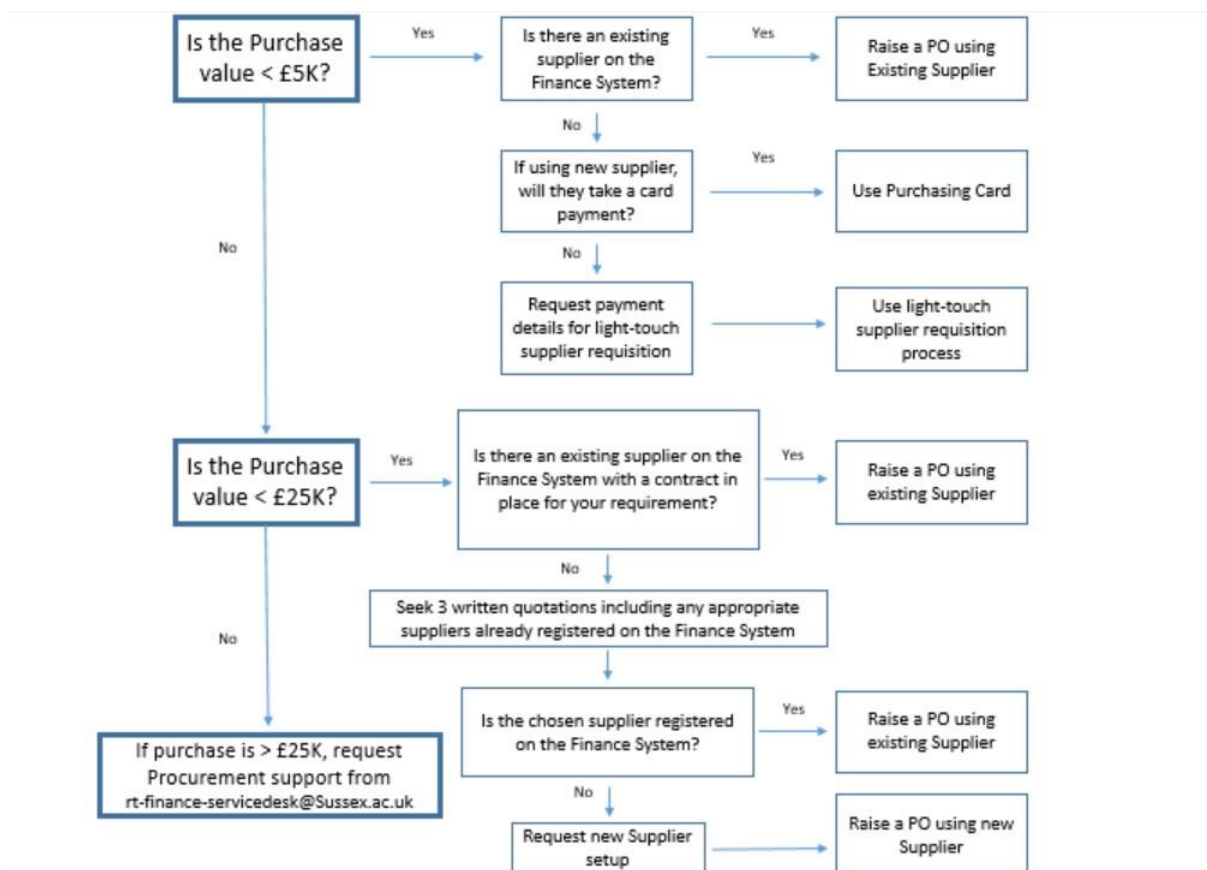 Is the Purchase
value < £5K?
Yes
Is there an existing
supplier on the
Finance System?
Yes
Raise a PO using
Existing Supplier
No
If using new supplier,
will they take a card
payment?
Yes
Use Purchasing Card
No
No
Request payment
details for light-touch
supplier requisition
Use light-touch
supplier requisition
process
Is the Purchase
value < £25K?
Yes
Is there an existing supplier on the
Finance System with a contract in
place for your requirement?
Yes
Raise a PO using
existing Supplier
No
Seek 3 written quotations including any appropriate
suppliers already registered on the Finance System
No
Is the chosen supplier registered
on the Finance System?
Yes
Raise a PO using
existing Supplier
If purchase is > £25K, request
Procurement support from
rt-finance-servicedesk@Sussex.ac.uk
No
Request new Supplier
setup
Raise a PO using new
Supplier